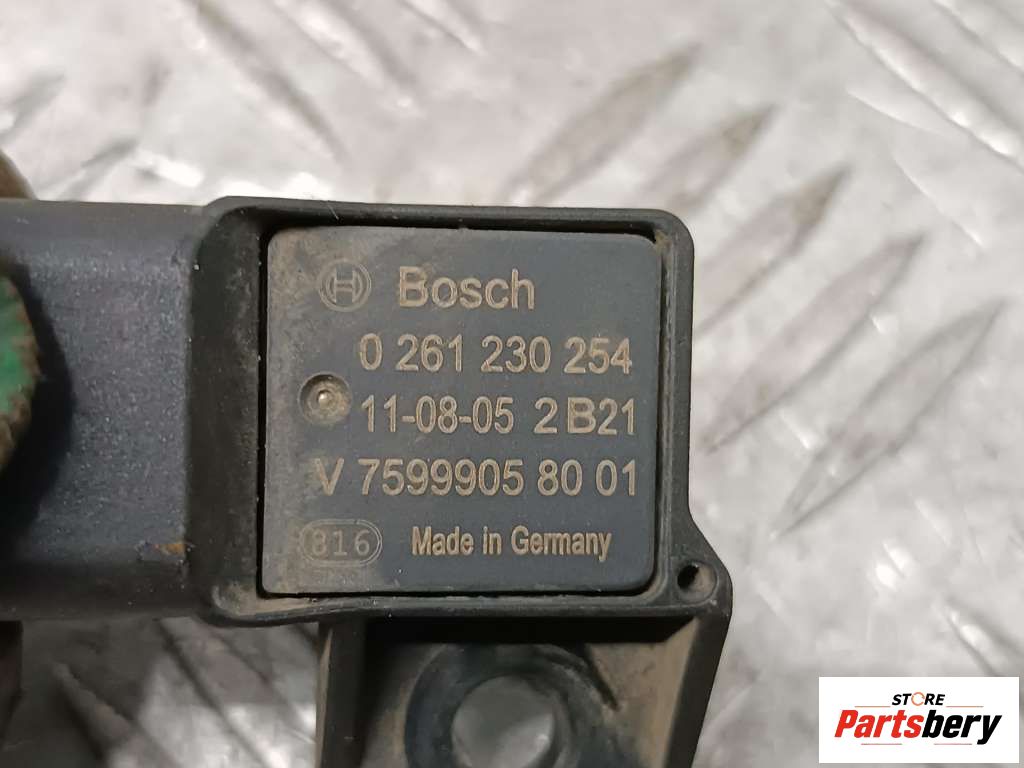 Bosch
0 261 230 254
11-08-05 2 B21
V 7599905 80 01
816 Made in Germany
STORE
Partsbery